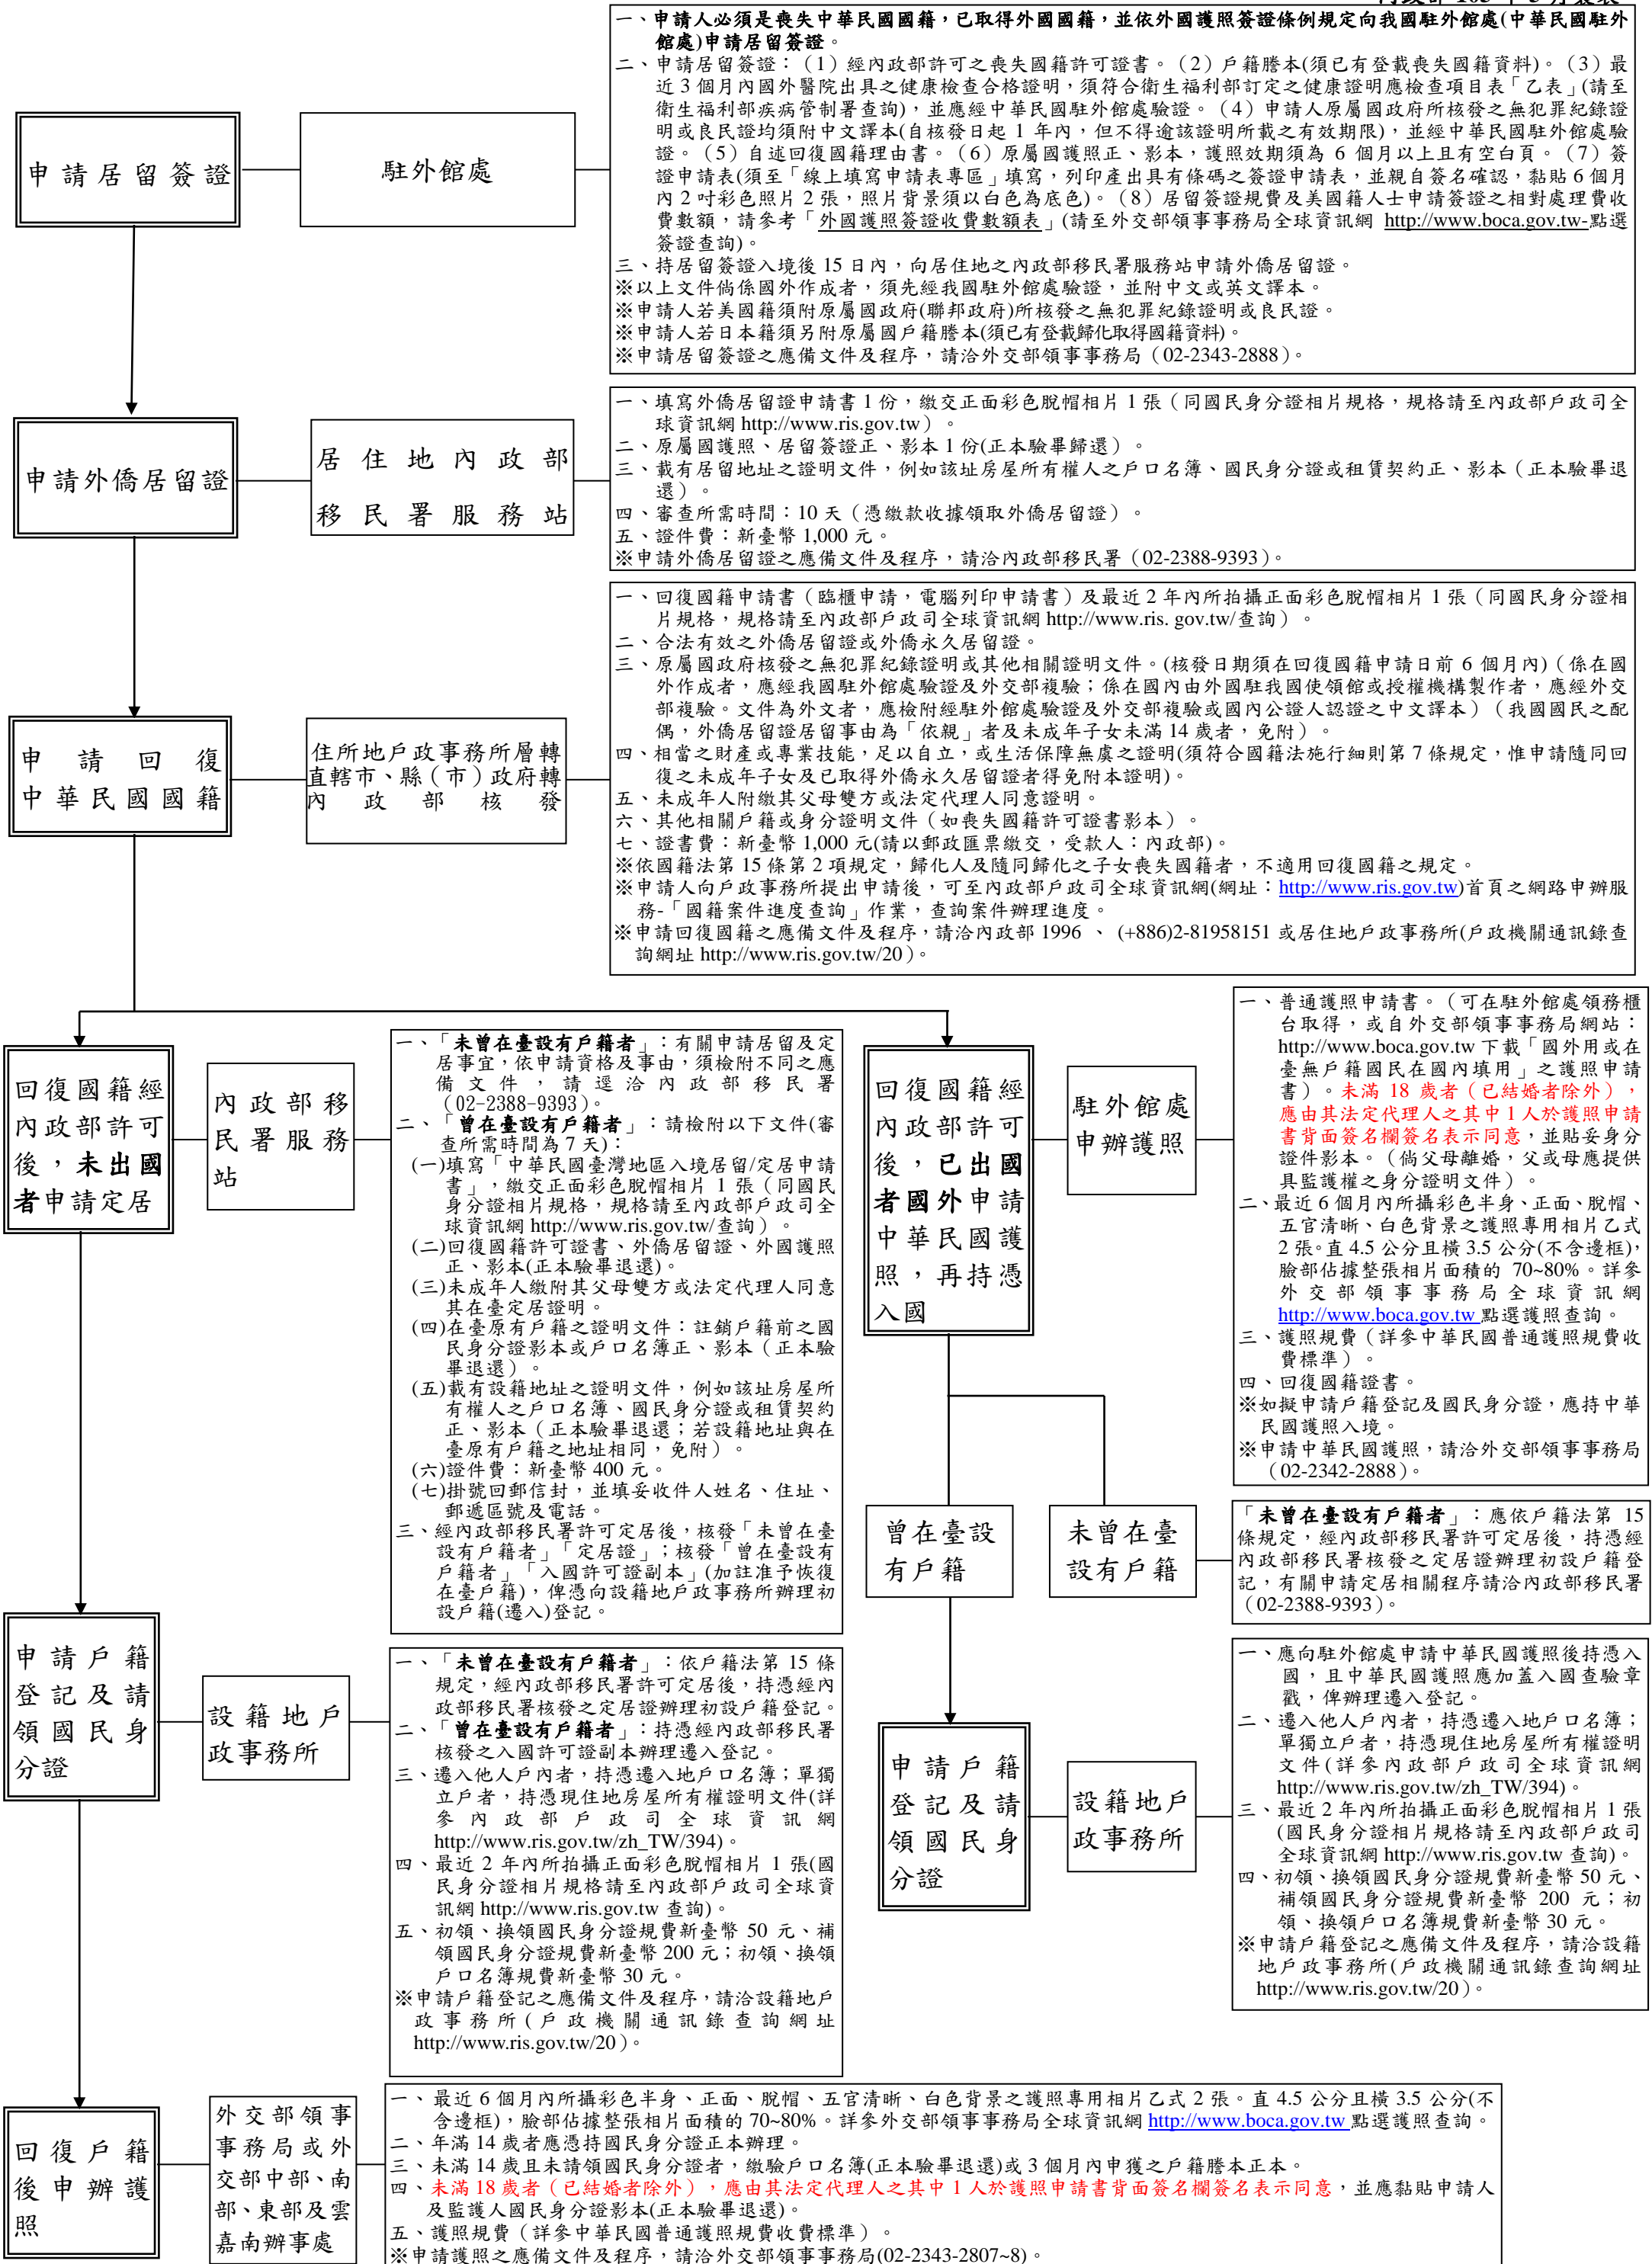 一、申請人必須是喪失中華民國國籍，已取得外國國籍，並依外國護照簽證條例規定向我國駐外館處(中華民國駐外
館處)申請居留簽證。
二、申請居留簽證：（1）經內政部許可之喪失國籍許可證書。（2）戶籍謄本(須已有登載喪失國籍資料)。（3）最
近 3 個月內國外醫院出具之健康檢查合格證明，須符合衛生福利部訂定之健康證明應檢查項目表「乙表」(請至
衛生福利部疾病管制署查詢)，並應經中華民國駐外館處驗證。（4）申請人原屬國政府所核發之無犯罪紀錄證
明或良民證均須附中文譯本(自核發日起 1 年內，但不得逾該證明所載之有效期限)，並經中華民國駐外館處驗
證。（5）自述回復國籍理由書。（6）原屬國護照正、影本，護照效期須為 6 個月以上且有空白頁。（7）簽
證申請表(須至「線上填寫申請表專區」填寫，列印產出具有條碼之簽證申請表，並親自簽名確認，黏貼 6 個月
內 2 吋彩色照片 2 張，照片背景須以白色為底色)。（8）居留簽證規費及美國籍人士申請簽證之相對處理費收
費數額，請參考「外國護照簽證收費數額表」(請至外交部領事事務局全球資訊網 http://www.boca.gov.tw-點選
簽證查詢)。
三、持居留簽證入境後 15 日內，向居住地之內政部移民署服務站申請外僑居留證。
※以上文件倘係國外作成者，須先經我國駐外館處驗證，並附中文或英文譯本。
※申請人若美國籍須附原屬國政府(聯邦政府)所核發之無犯罪紀錄證明或良民證。
※申請人若日本籍須另附原屬國戶籍謄本(須已有登載歸化取得國籍資料)。
※申請居留簽證之應備文件及程序，請洽外交部領事事務局（02-2343-2888）。
申請居留簽證
駐外館處
申請外僑居留證
居住地內政部
移民署服務站
一、填寫外僑居留證申請書 1 份，繳交正面彩色脫帽相片 1 張（同國民身分證相片規格，規格請至內政部戶政司全
球資訊網 http://www.ris.gov.tw）。
二、原屬國護照、居留簽證正、影本 1 份(正本驗畢歸還）。
三、載有居留地址之證明文件，例如該址房屋所有權人之戶口名簿、國民身分證或租賃契約正、影本（正本驗畢退
還）。
四、審查所需時間：10 天（憑繳款收據領取外僑居留證）。
五、證件費：新臺幣 1,000 元。
※申請外僑居留證之應備文件及程序，請洽內政部移民署（02-2388-9393）。
申請回復
中華民國國籍
住所地戶政事務所層轉
直轄市、縣（市）政府轉
內政部核發
一、回復國籍申請書（臨櫃申請，電腦列印申請書）及最近 2 年內所拍攝正面彩色脫帽相片 1 張（同國民身分證相
片規格，規格請至內政部戶政司全球資訊網 http://www.ris. gov.tw/查詢）。
二、合法有效之外僑居留證或外僑永久居留證。
三、原屬國政府核發之無犯罪紀錄證明或其他相關證明文件。(核發日期須在回復國籍申請日前 6 個月內)（係在國
外作成者，應經我國駐外館處驗證及外交部複驗；係在國內由外國駐我國使領館或授權機構製作者，應經外交
部複驗。文件為外文者，應檢附經駐外館處驗證及外交部複驗或國內公證人認證之中文譯本）（我國國民之配
偶，外僑居留證居留事由為「依親」者及未成年子女未滿 14 歲者，免附）。
四、相當之財產或專業技能，足以自立，或生活保障無虞之證明(須符合國籍法施行細則第 7 條規定，惟申請隨同回
復之未成年子女及已取得外僑永久居留證者得免附本證明)。
五、未成年人附繳其父母雙方或法定代理人同意證明。
六、其他相關戶籍或身分證明文件（如喪失國籍許可證書影本）。
七、證書費：新臺幣 1,000 元(請以郵政匯票繳交，受款人：內政部)。
※依國籍法第 15 條第 2 項規定，歸化人及隨同歸化之子女喪失國籍者，不適用回復國籍之規定。
※申請人向戶政事務所提出申請後，可至內政部戶政司全球資訊網(網址：http://www.ris.gov.tw)首頁之網路申辦服
務-「國籍案件進度查詢」作業，查詢案件辦理進度。
※申請回復國籍之應備文件及程序，請洽內政部 1996 、 (+886)2-81958151 或居住地戶政事務所(戶政機關通訊錄查
詢網址 http://www.ris.gov.tw/20）。
回復國籍經
內政部許可
後，未出國
者申請定居
內政部移
民署服務
站
一、「未曾在臺設有戶籍者」：有關申請居留及定
居事宜，依申請資格及事由，須檢附不同之應
備文件，請逕洽內政部移民署
（02-2388-9393）。
二、「曾在臺設有戶籍者」：請檢附以下文件(審
查所需時間為 7 天)：
(一)填寫「中華民國臺灣地區入境居留/定居申請
書」，繳交正面彩色脫帽相片 1 張（同國民
身分證相片規格，規格請至內政部戶政司全
球資訊網 http://www.ris.gov.tw/查詢）。
(二)回復國籍許可證書、外僑居留證、外國護照
正、影本(正本驗畢退還)。
(三)未成年人繳附其父母雙方或法定代理人同意
其在臺定居證明。
(四)在臺原有戶籍之證明文件：註銷戶籍前之國
民身分證影本或戶口名簿正、影本（正本驗
畢退還）。
(五)載有設籍地址之證明文件，例如該址房屋所
有權人之戶口名簿、國民身分證或租賃契約
正、影本（正本驗畢退還；若設籍地址與在
臺原有戶籍之地址相同，免附）。
(六)證件費：新臺幣 400 元。
(七)掛號回郵信封，並填妥收件人姓名、住址、
郵遞區號及電話。
三、經內政部移民署許可定居後，核發「未曾在臺
設有戶籍者」「定居證」；核發「曾在臺設有
戶籍者」「入國許可證副本」(加註准予恢復
在臺戶籍)，俾憑向設籍地戶政事務所辦理初
設戶籍(遷入)登記。
回復國籍經
內政部許可
後，已出國
者國外申請
中華民國護
照，再持憑
入國
駐外館處
申辦護照
一、普通護照申請書。（可在駐外館處領務櫃
台取得，或自外交部領事事務局網站：
http://www.boca.gov.tw 下載「國外用或在
臺無戶籍國民在國內填用」之護照申請
書）。未滿 18 歲者（已結婚者除外），
應由其法定代理人之其中 1 人於護照申請
書背面簽名欄簽名表示同意，並貼妥身分
證件影本。（倘父母離婚，父或母應提供
具監護權之身分證明文件）。
二、最近 6 個月內所攝彩色半身、正面、脫帽、
五官清晰、白色背景之護照專用相片乙式
2 張。直 4.5 公分且橫 3.5 公分(不含邊框)，
臉部佔據整張相片面積的 70~80%。詳參
外交部領事事務局全球資訊網
http://www.boca.gov.tw 點選護照查詢。
三、護照規費（詳參中華民國普通護照規費收
費標準）。
四、回復國籍證書。
※如擬申請戶籍登記及國民身分證，應持中華
民國護照入境。
※申請中華民國護照，請洽外交部領事事務局
（02-2342-2888）。
曾在臺設
有戶籍
未曾在臺
設有戶籍
「未曾在臺設有戶籍者」：應依戶籍法第 15
條規定，經內政部移民署許可定居後，持憑經
內政部移民署核發之定居證辦理初設戶籍登
記，有關申請定居相關程序請洽內政部移民署
（02-2388-9393）。
申請戶籍
登記及請
領國民身
分證
設籍地戶
政事務所
一、「未曾在臺設有戶籍者」：依戶籍法第 15 條
規定，經內政部移民署許可定居後，持憑經內
政部移民署核發之定居證辦理初設戶籍登記。
二、「曾在臺設有戶籍者」：持憑經內政部移民署
核發之入國許可證副本辦理遷入登記。
三、遷入他人戶內者，持憑遷入地戶口名簿；單獨
立戶者，持憑現住地房屋所有權證明文件(詳
參內政部戶政司全球資訊網
http://www.ris.gov.tw/zh_TW/394)。
四、最近 2 年內所拍攝正面彩色脫帽相片 1 張(國
民身分證相片規格請至內政部戶政司全球資
訊網 http://www.ris.gov.tw 查詢)。
五、初領、換領國民身分證規費新臺幣 50 元、補
領國民身分證規費新臺幣 200 元；初領、換領
戶口名簿規費新臺幣 30 元。
※申請戶籍登記之應備文件及程序，請洽設籍地戶
政事務所(戶政機關通訊錄查詢網址
http://www.ris.gov.tw/20）。
申請戶籍
登記及請
領國民身
分證
設籍地戶
政事務所
一、應向駐外館處申請中華民國護照後持憑入
國，且中華民國護照應加蓋入國查驗章
戳，俾辦理遷入登記。
二、遷入他人戶內者，持憑遷入地戶口名簿；
單獨立戶者，持憑現住地房屋所有權證明
文件(詳參內政部戶政司全球資訊網
http://www.ris.gov.tw/zh_TW/394)。
三、最近 2 年內所拍攝正面彩色脫帽相片 1 張
(國民身分證相片規格請至內政部戶政司
全球資訊網 http://www.ris.gov.tw 查詢)。
四、初領、換領國民身分證規費新臺幣 50 元、
補領國民身分證規費新臺幣 200 元；初
領、換領戶口名簿規費新臺幣 30 元。
※申請戶籍登記之應備文件及程序，請洽設籍
地戶政事務所(戶政機關通訊錄查詢網址
http://www.ris.gov.tw/20）。
回復戶籍
後申辦護
照
外交部領事
事務局或外
交部中部、南
部、東部及雲
嘉南辦事處
一、最近 6 個月內所攝彩色半身、正面、脫帽、五官清晰、白色背景之護照專用相片乙式 2 張。直 4.5 公分且橫 3.5 公分(不
含邊框)，臉部佔據整張相片面積的 70~80%。詳參外交部領事事務局全球資訊網 http://www.boca.gov.tw 點選護照查詢。
二、年滿 14 歲者應憑持國民身分證正本辦理。
三、未滿 14 歲且未請領國民身分證者，繳驗戶口名簿(正本驗畢退還)或 3 個月內申獲之戶籍謄本正本。
四、未滿 18 歲者（已結婚者除外），應由其法定代理人之其中 1 人於護照申請書背面簽名欄簽名表示同意，並應黏貼申請人
及監護人國民身分證影本(正本驗畢退還)。
五、護照規費（詳參中華民國普通護照規費收費標準）。
※申請護照之應備文件及程序，請洽外交部領事事務局(02-2343-2807~8)。